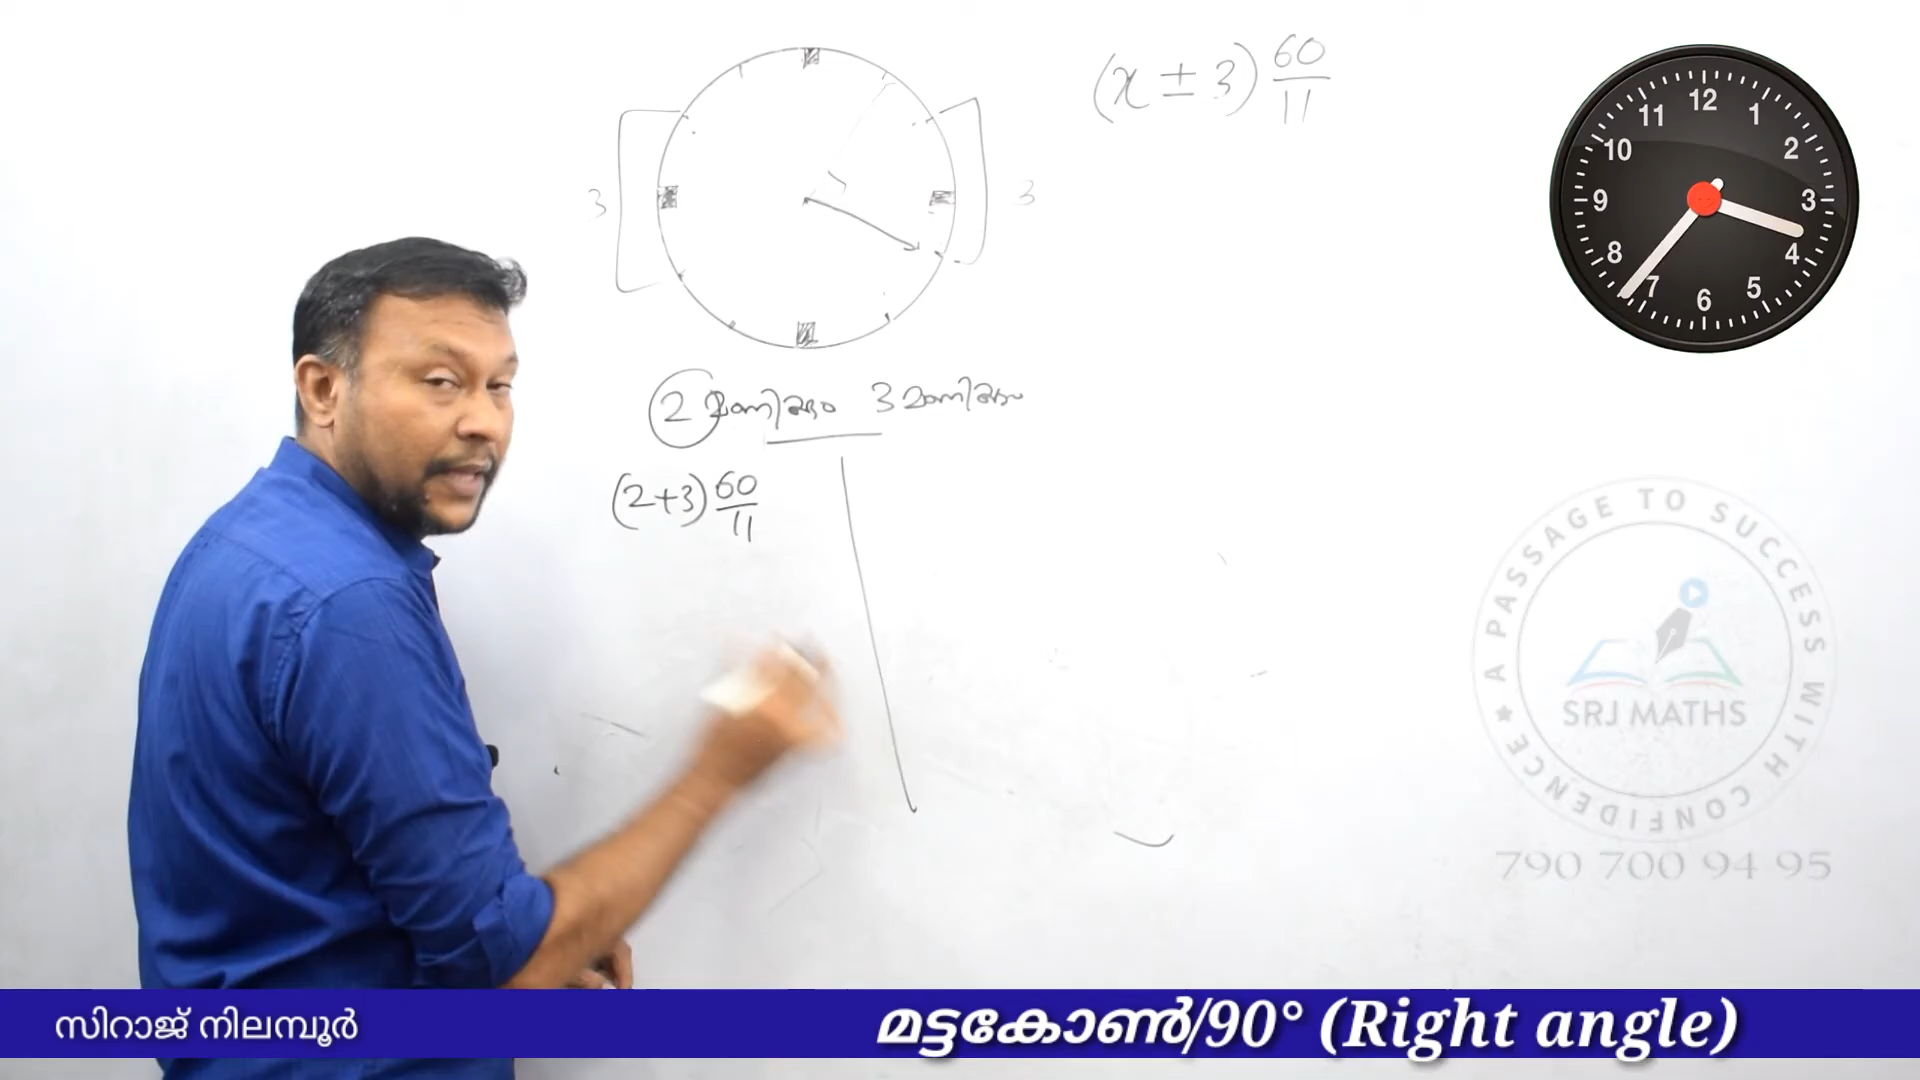 (x ± 3) 60/11
3
3
12
1
2
3
4
5
6
7
8
9
10
11
2 മണിക്കും 3 മണിക്കും
(2+3) 60/11
A PASSAGE TO SUCCESS WITH CONFIDENCE
SRJ MATHS
790 700 94 95
സിറാജ് നിലമ്പൂർ
മട്ടകോൺ/90° (Right angle)